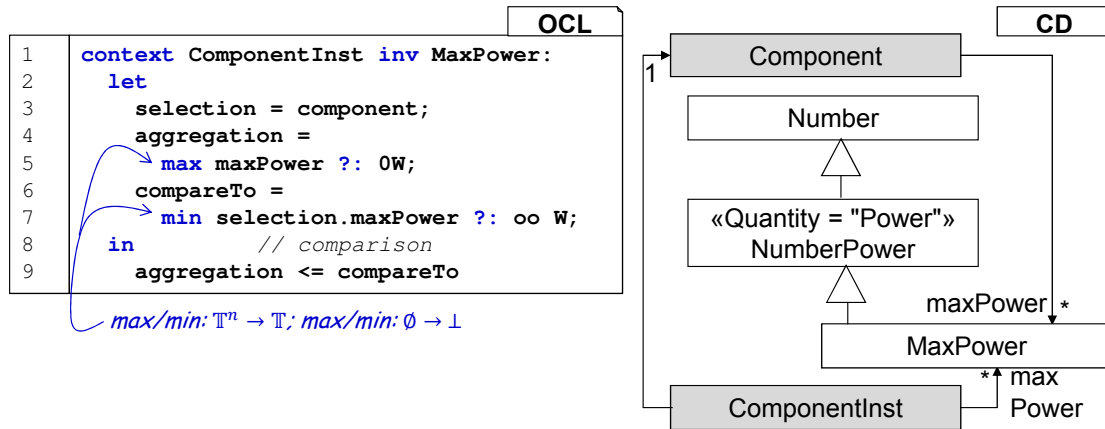 OCL
1 context ComponentInst inv MaxPower:
2 let
3 selection = component;
4 aggregation =
5 max maxPower ?: 0W;
6 compareTo =
7 min selection.maxPower ?: oo W;
8 in // comparison
9 aggregation <= compareTo
max/min: 𝕋ⁿ → 𝕋; max/min: ∅ → ⊥
CD
Component
1
Number
«Quantity = "Power"»
NumberPower
maxPower *
MaxPower
* max
Power
ComponentInst